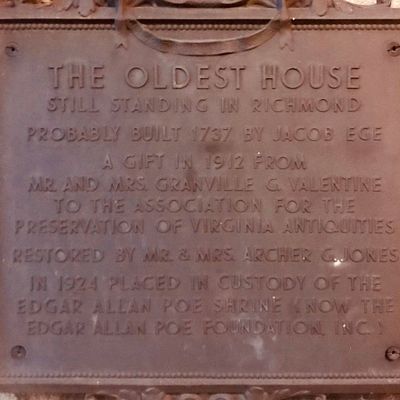 THE OLDEST HOUSE
STILL STANDING IN RICHMOND
PROBABLY BUILT 1737 BY JACOB EGE
A GIFT IN 1912 FROM
MR. AND MRS. GRANVILLE G. VALENTINE
TO THE ASSOCIATION FOR THE
PRESERVATION OF VIRGINIA ANTIQUITIES
RESTORED BY MR. & MRS. ARCHER G. JONES
IN 1924 PLACED IN CUSTODY OF THE
EDGAR ALLAN POE SHRINE (NOW THE
EDGAR ALLAN POE FOUNDATION, INC.)